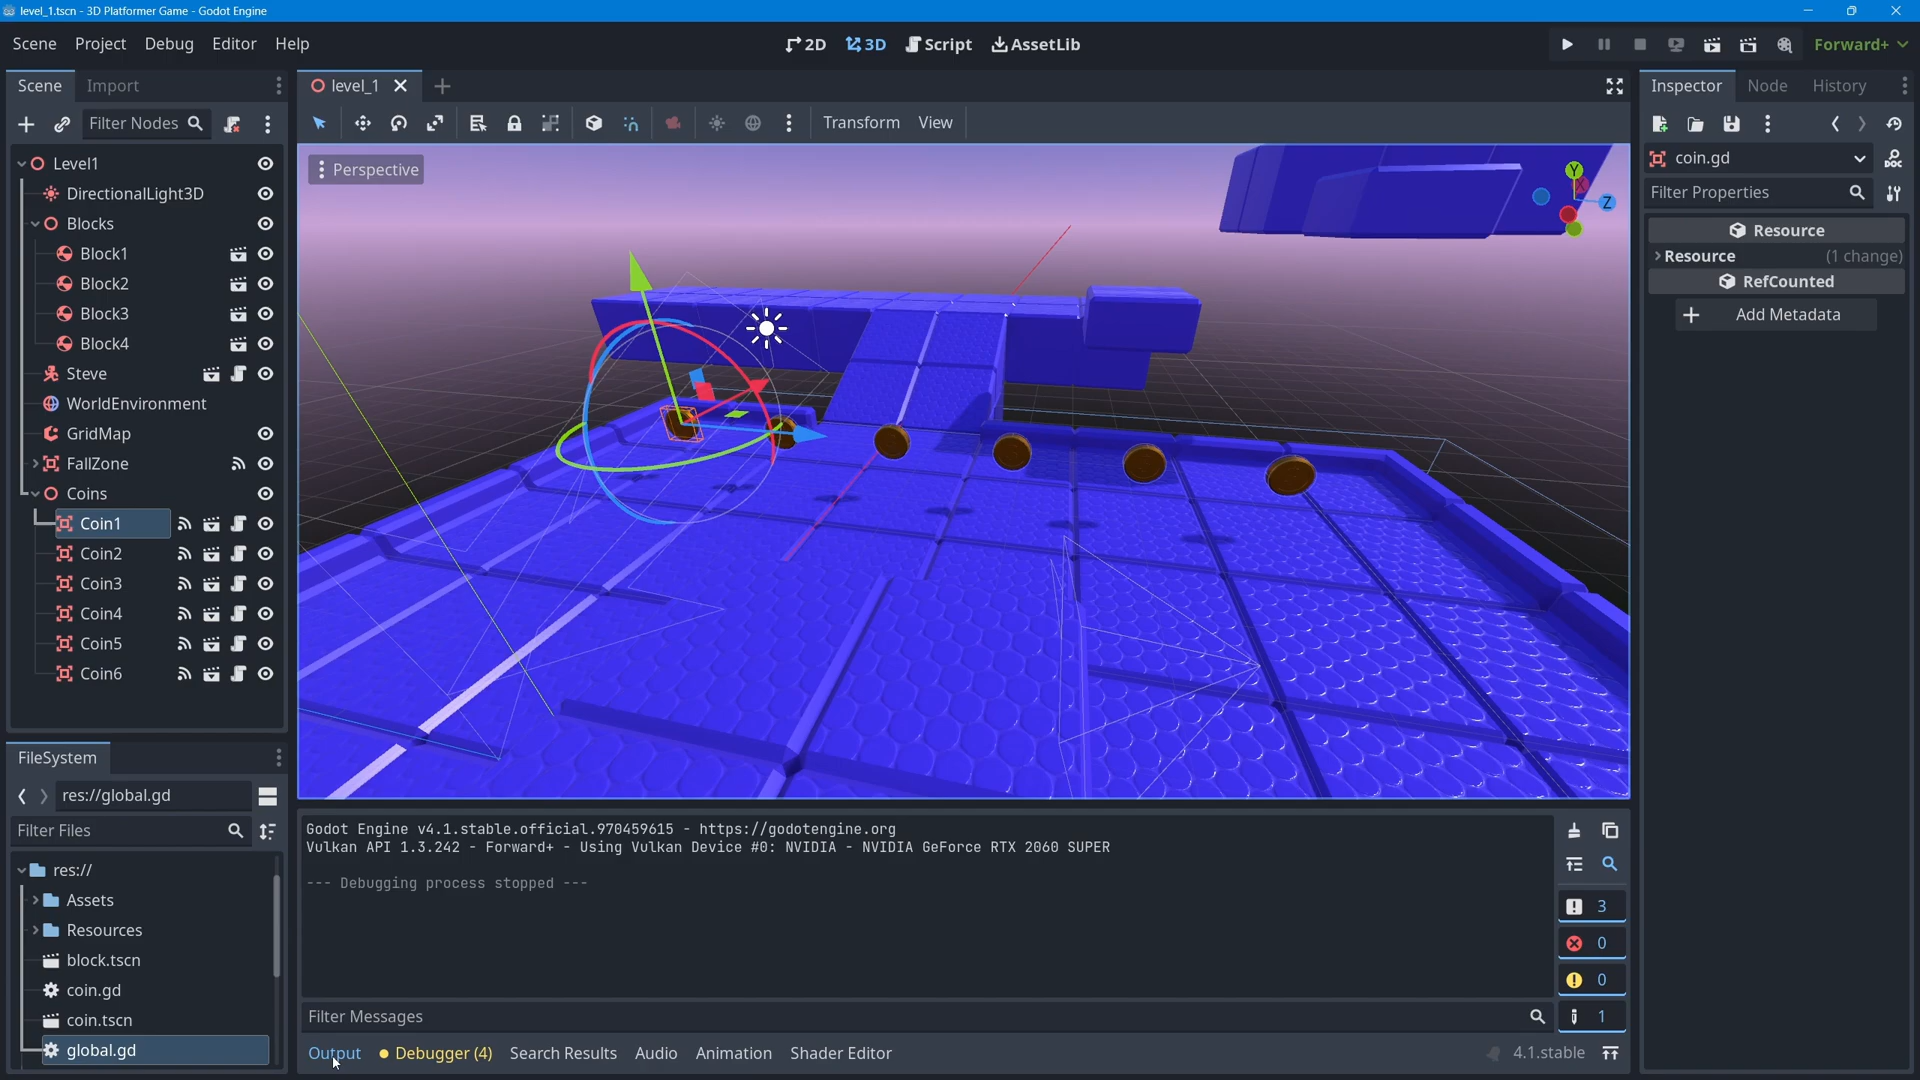 level_1.tscn - 3D Platformer Game - Godot Engine
Scene Project Debug Editor Help
2D 3D Script AssetLib
Forward+
Scene Import
Filter Nodes
Level1
DirectionalLight3D
Blocks
Block1
Block2
Block3
Block4
Steve
WorldEnvironment
GridMap
FallZone
Coins
Coin1
Coin2
Coin3
Coin4
Coin5
Coin6
FileSystem
res://global.gd
Filter Files
res://
Assets
Resources
block.tscn
coin.gd
coin.tscn
global.gd
level_1
Transform View
Perspective
Y
X
Z
Godot Engine v4.1.stable.official.970459615 - https://godotengine.org
Vulkan API 1.3.242 - Forward+ - Using Vulkan Device #0: NVIDIA - NVIDIA GeForce RTX 2060 SUPER
--- Debugging process stopped ---
3
0
0
1
Filter Messages
Output Debugger (4) Search Results Audio Animation Shader Editor
4.1.stable
Inspector Node History
coin.gd
DOC
Filter Properties
Resource
Resource (1 change)
RefCounted
Add Metadata